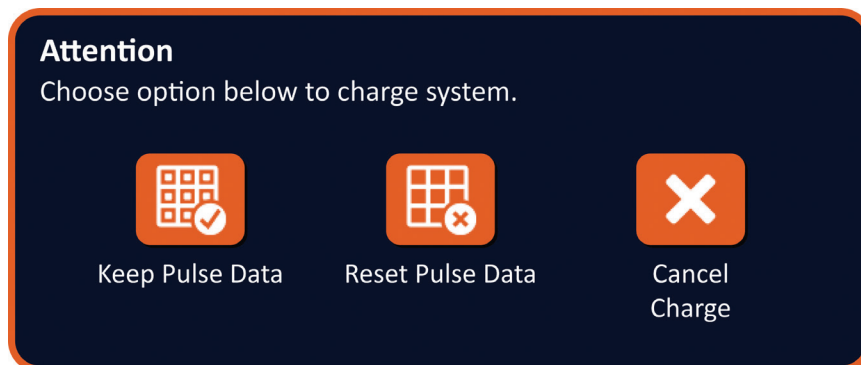 Attention
Choose option below to charge system.
Keep Pulse Data
Reset Pulse Data
Cancel
Charge